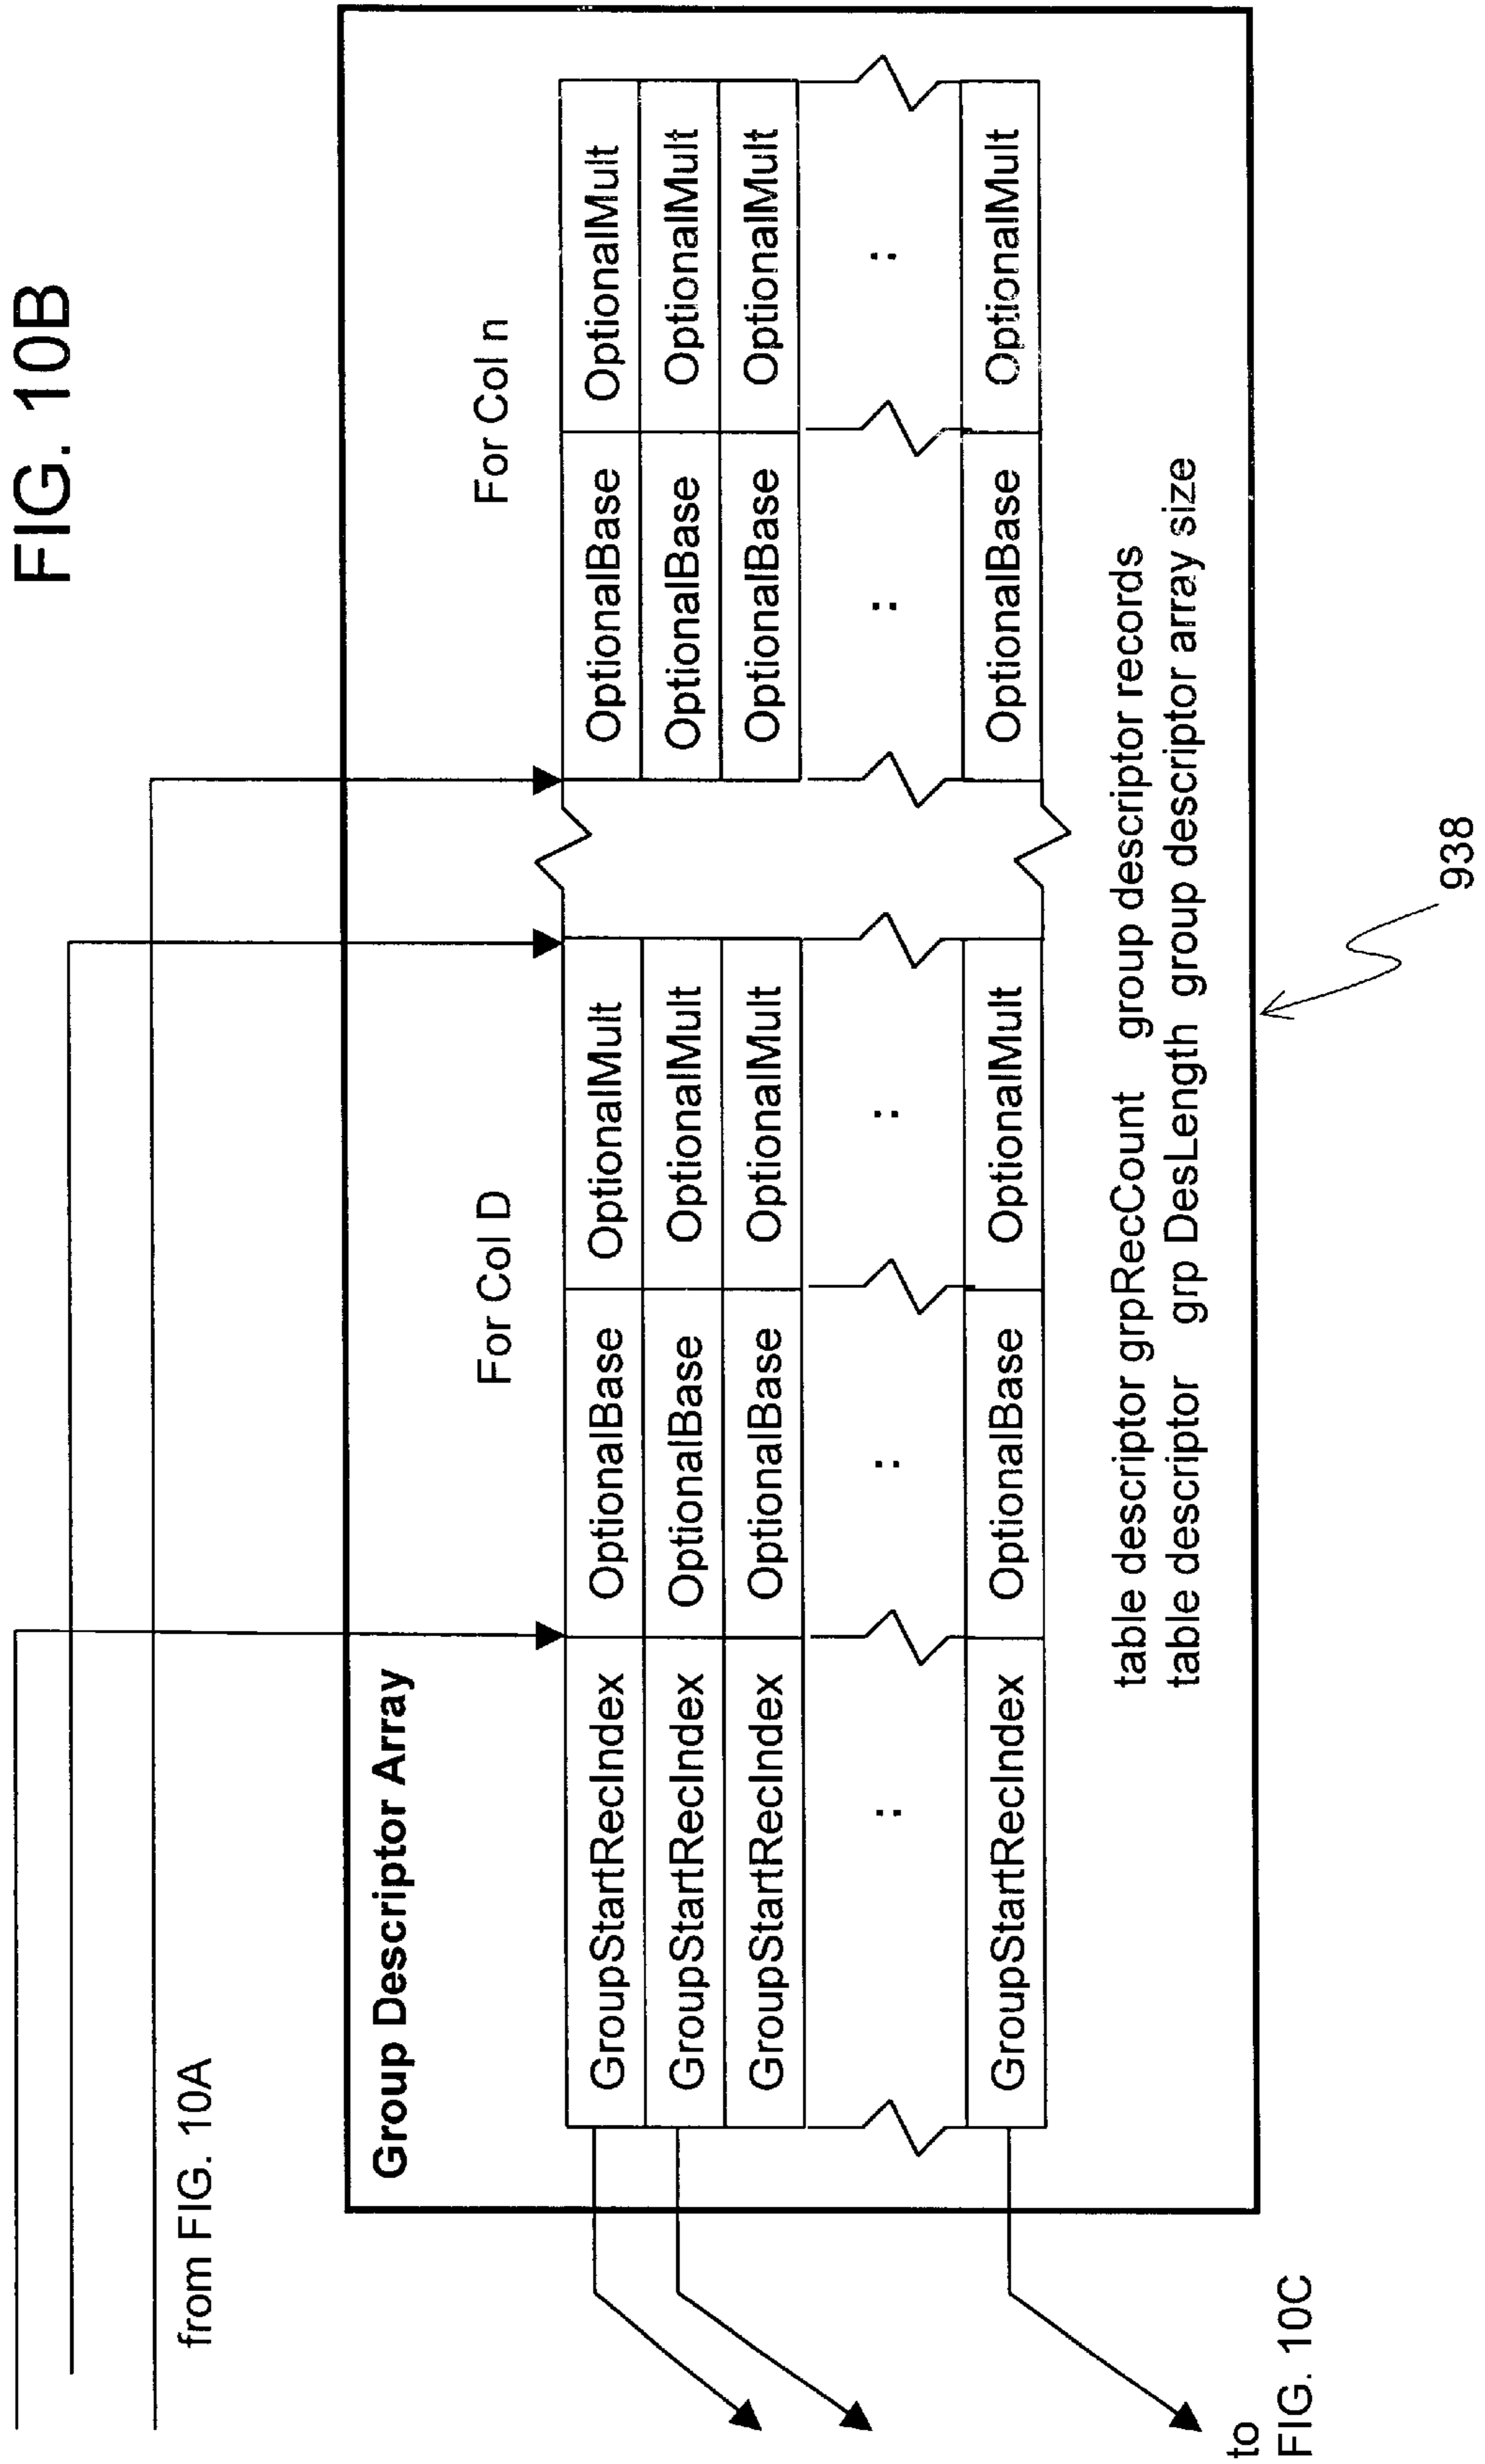 FIG. 10B
from FIG. 10A
Group Descriptor Array
For Col D
For Col n
GroupStartRecIndex OptionalBase OptionalMult OptionalBase OptionalMult
GroupStartRecIndex OptionalBase OptionalMult OptionalBase OptionalMult
GroupStartRecIndex OptionalBase OptionalMult OptionalBase OptionalMult
: : : : :
GroupStartRecIndex OptionalBase OptionalMult OptionalBase OptionalMult
table descriptor grpRecCount group descriptor records
table descriptor grp DesLength group descriptor array size
to
FIG. 10C
938